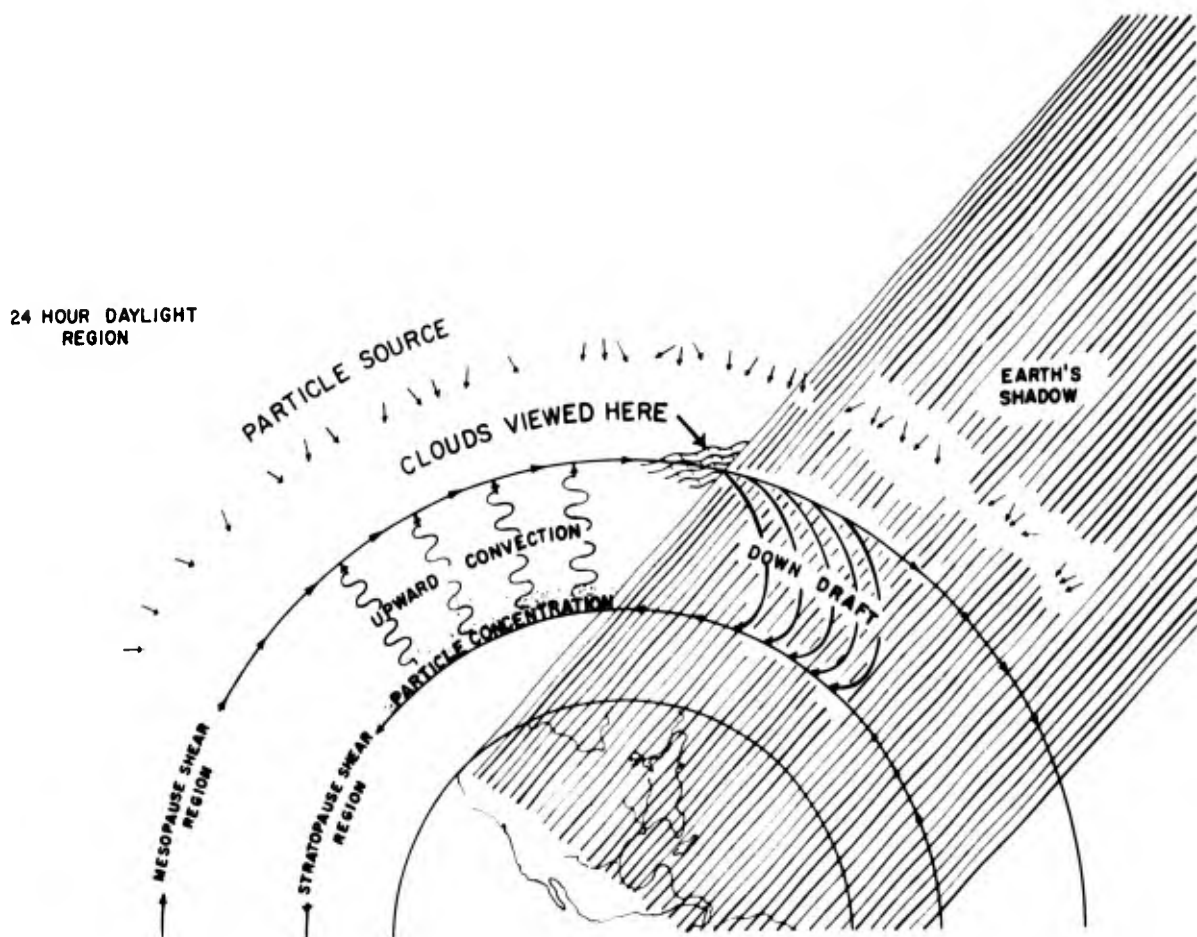 24 HOUR DAYLIGHT
REGION
PARTICLE SOURCE
CLOUDS VIEWED HERE
EARTH'S
SHADOW
UPWARD CONVECTION
DOWN DRAFT
PARTICLE CONCENTRATION
MESOPAUSE SHEAR
REGION
STRATOPAUSE SHEAR
REGION